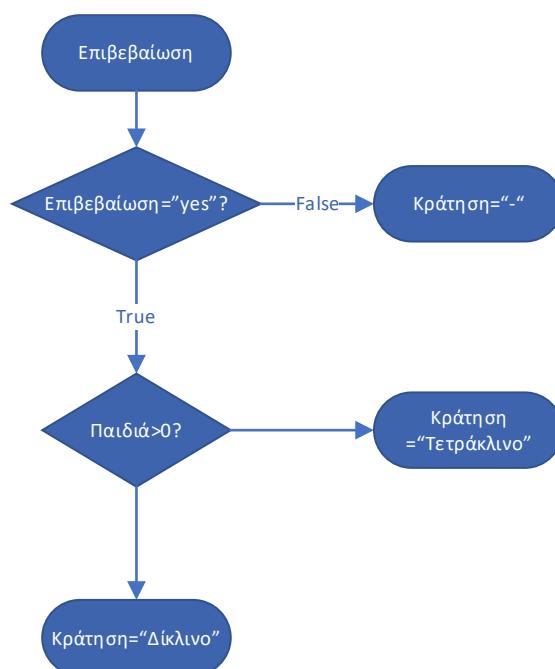 Επιβεβαίωση
Επιβεβαίωση=”yes”?
False
Κράτηση=“-“
True
Παιδιά>0?
Κράτηση
=“Τετράκλινο”
Κράτηση=“Δίκλινο”